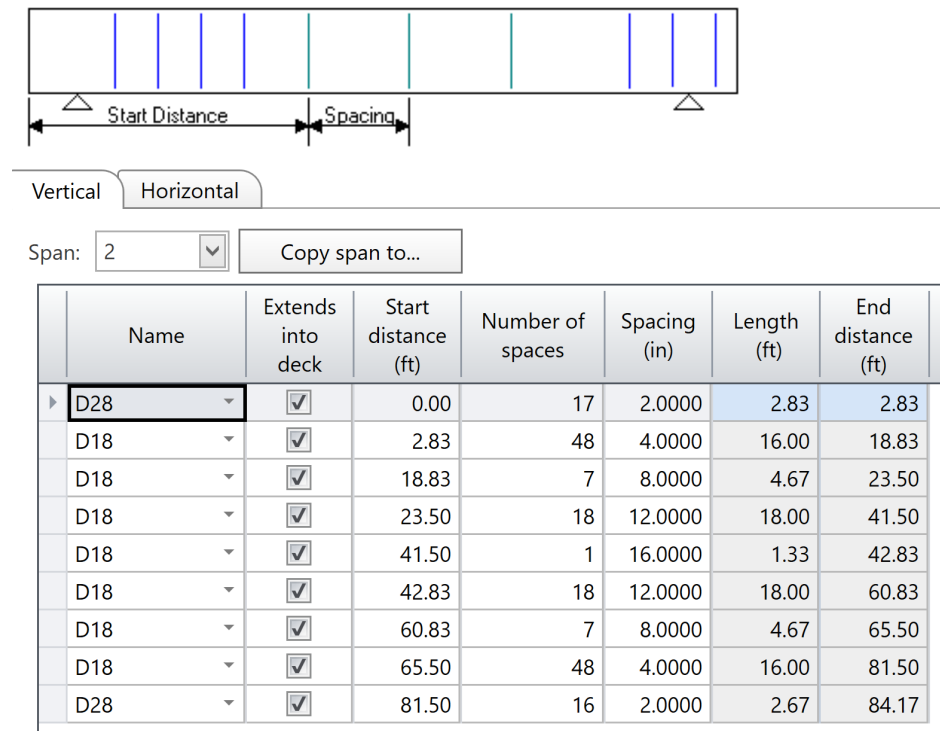 Start Distance Spacing
Vertical Horizontal
Span: 2 Copy span to...
Name Extends into deck Start distance (ft) Number of spaces Spacing (in) Length (ft) End distance (ft)
D28 0.00 17 2.0000 2.83 2.83
D18 2.83 48 4.0000 16.00 18.83
D18 18.83 7 8.0000 4.67 23.50
D18 23.50 18 12.0000 18.00 41.50
D18 41.50 1 16.0000 1.33 42.83
D18 42.83 18 12.0000 18.00 60.83
D18 60.83 7 8.0000 4.67 65.50
D18 65.50 48 4.0000 16.00 81.50
D28 81.50 16 2.0000 2.67 84.17